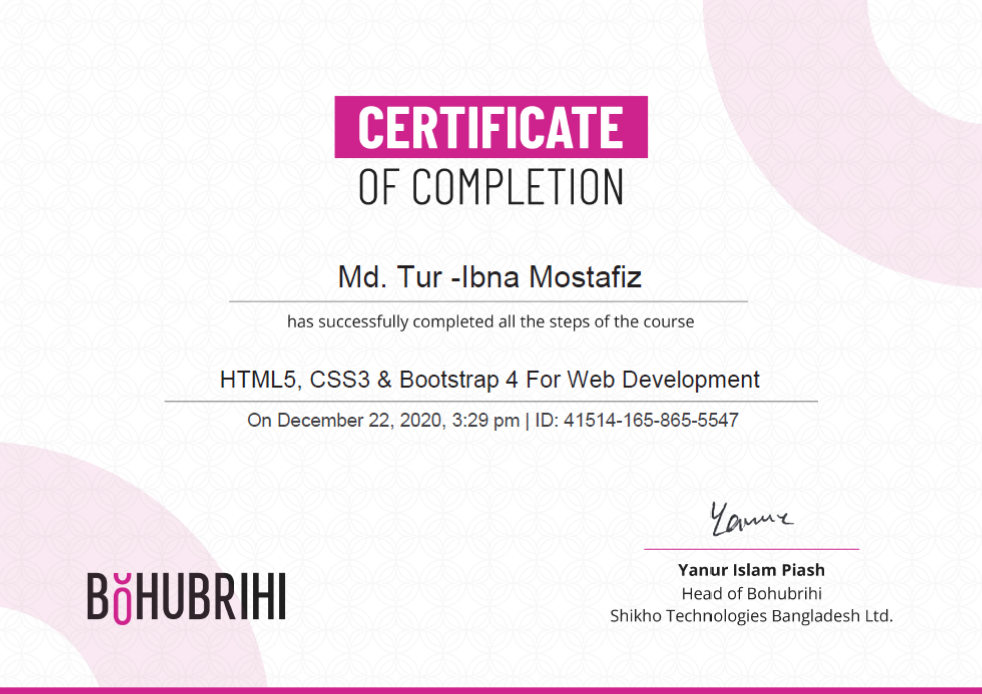 CERTIFICATE
OF COMPLETION
Md. Tur -Ibna Mostafiz
has successfully completed all the steps of the course
HTML5, CSS3 & Bootstrap 4 For Web Development
On December 22, 2020, 3:29 pm | ID: 41514-165-865-5547
Yanur
Yanur Islam Piash
Head of Bohubrihi
Shikho Technologies Bangladesh Ltd.
BOHUBRIHI